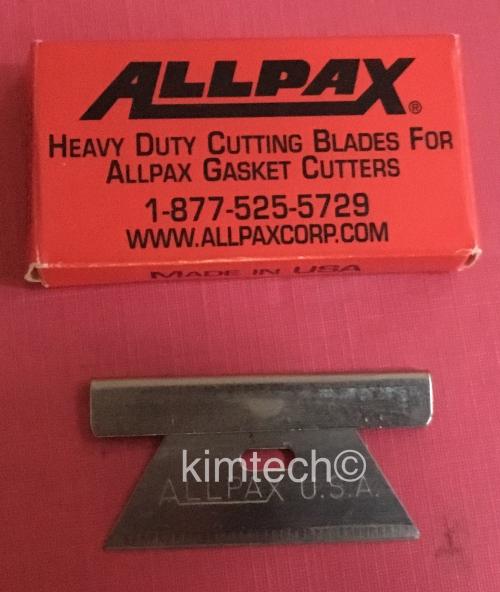 ALLPAX®
HEAVY DUTY CUTTING BLADES FOR
ALLPAX GASKET CUTTERS
1-877-525-5729
WWW.ALLPAXCORP.COM
MADE IN USA
kimtech©
ALLPAX U.S.A.